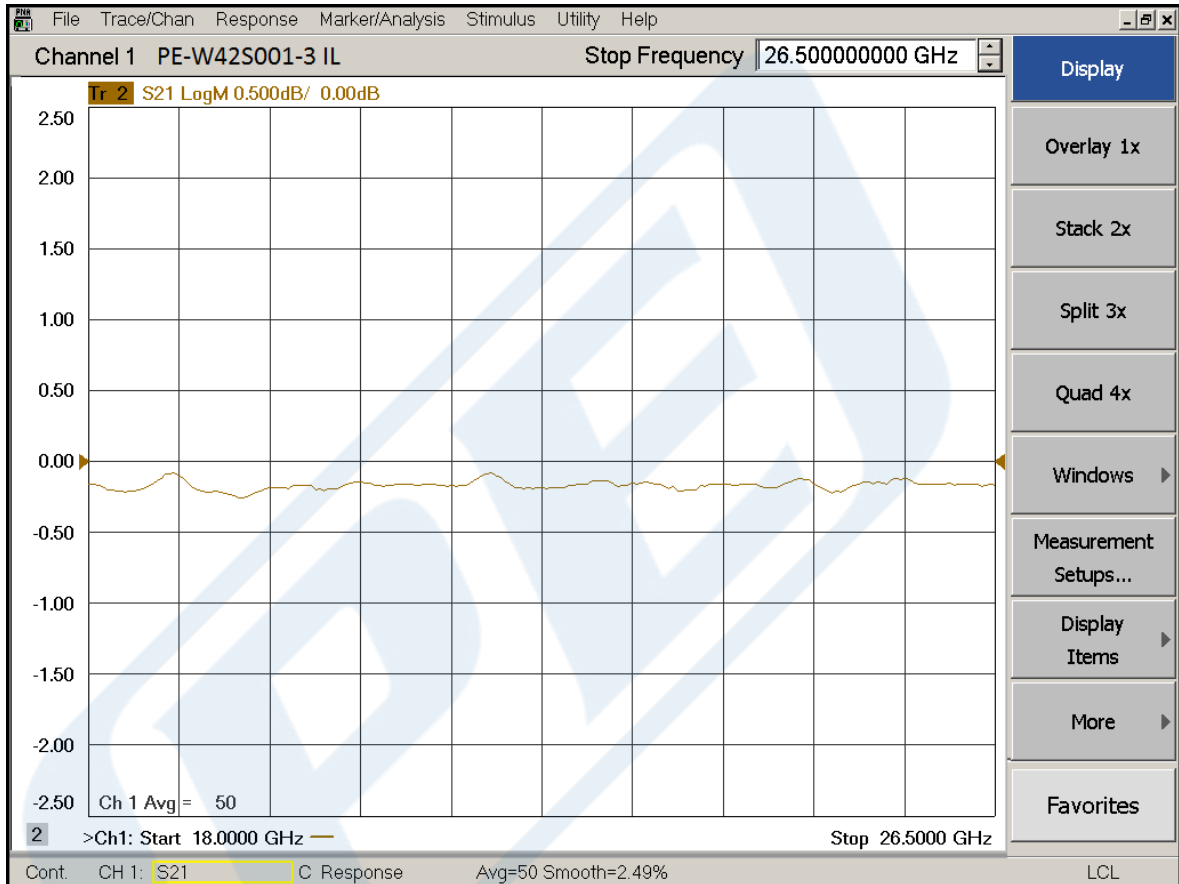 PNA File Trace/Chan Response Marker/Analysis Stimulus Utility Help
Channel 1 PE-W42S001-3 IL Stop Frequency 26.500000000 GHz
Display
Tr 2 S21 LogM 0.500dB/ 0.00dB
2.50
2.00
1.50
1.00
0.50
0.00
-0.50
-1.00
-1.50
-2.00
-2.50
Overlay 1x
Stack 2x
Split 3x
Quad 4x
Windows
Measurement
Setups...
Display
Items
More
Favorites
PEI
Ch 1 Avg = 50
2 >Ch1: Start 18.0000 GHz Stop 26.5000 GHz
Cont. CH 1: S21 C Response Avg=50 Smooth=2.49% LCL